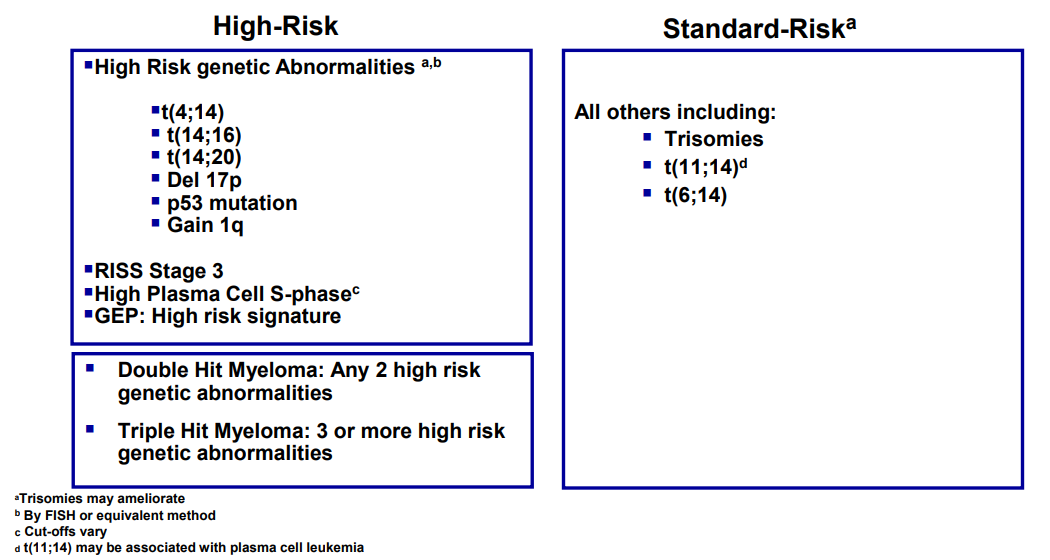 High-Risk
▪High Risk genetic Abnormalities a,b
▪t(4;14)
▪ t(14;16)
▪ t(14;20)
▪ Del 17p
▪ p53 mutation
▪ Gain 1q
▪RISS Stage 3
▪High Plasma Cell S-phasec
▪GEP: High risk signature
▪ Double Hit Myeloma: Any 2 high risk
genetic abnormalities
▪ Triple Hit Myeloma: 3 or more high risk
genetic abnormalities
Standard-Riska
All others including:
▪ Trisomies
▪ t(11;14)d
▪ t(6;14)
aTrisomies may ameliorate
b By FISH or equivalent method
c Cut-offs vary
d t(11;14) may be associated with plasma cell leukemia